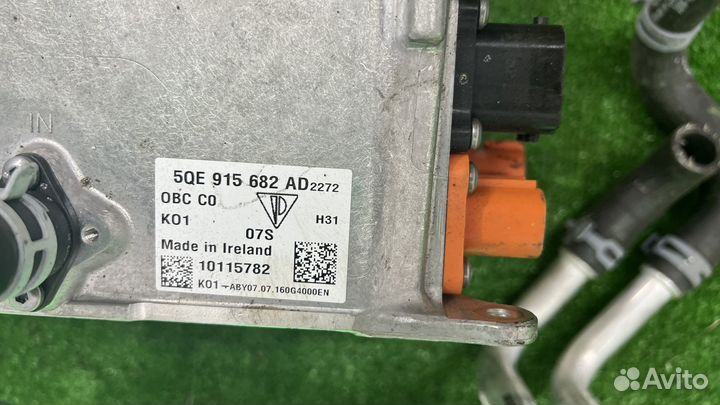 IN
5QE 915 682 AD 2272
OBC C0
K01
H31
07S
Made in Ireland
10115782
K01-ABY07.07.160G4000EN
Avito